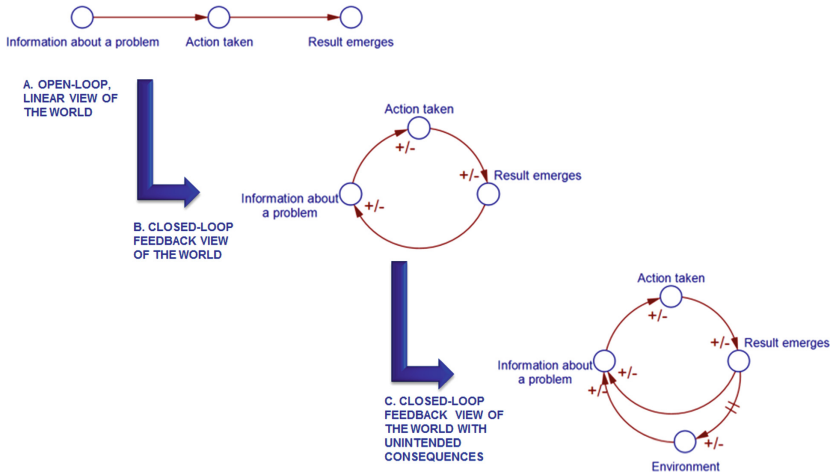 Information about a problem
Action taken
Result emerges
A. OPEN-LOOP,
LINEAR VIEW OF
THE WORLD
Action taken
+/-
+/-
Result emerges
Information about
a problem
+/-
B. CLOSED-LOOP
FEEDBACK VIEW
OF THE WORLD
Action taken
+/-
+/-
Result emerges
Information about
a problem
+/-
+/-
C. CLOSED-LOOP
FEEDBACK VIEW OF
THE WORLD WITH
UNINTENDED
CONSEQUENCES
+/-
Environment